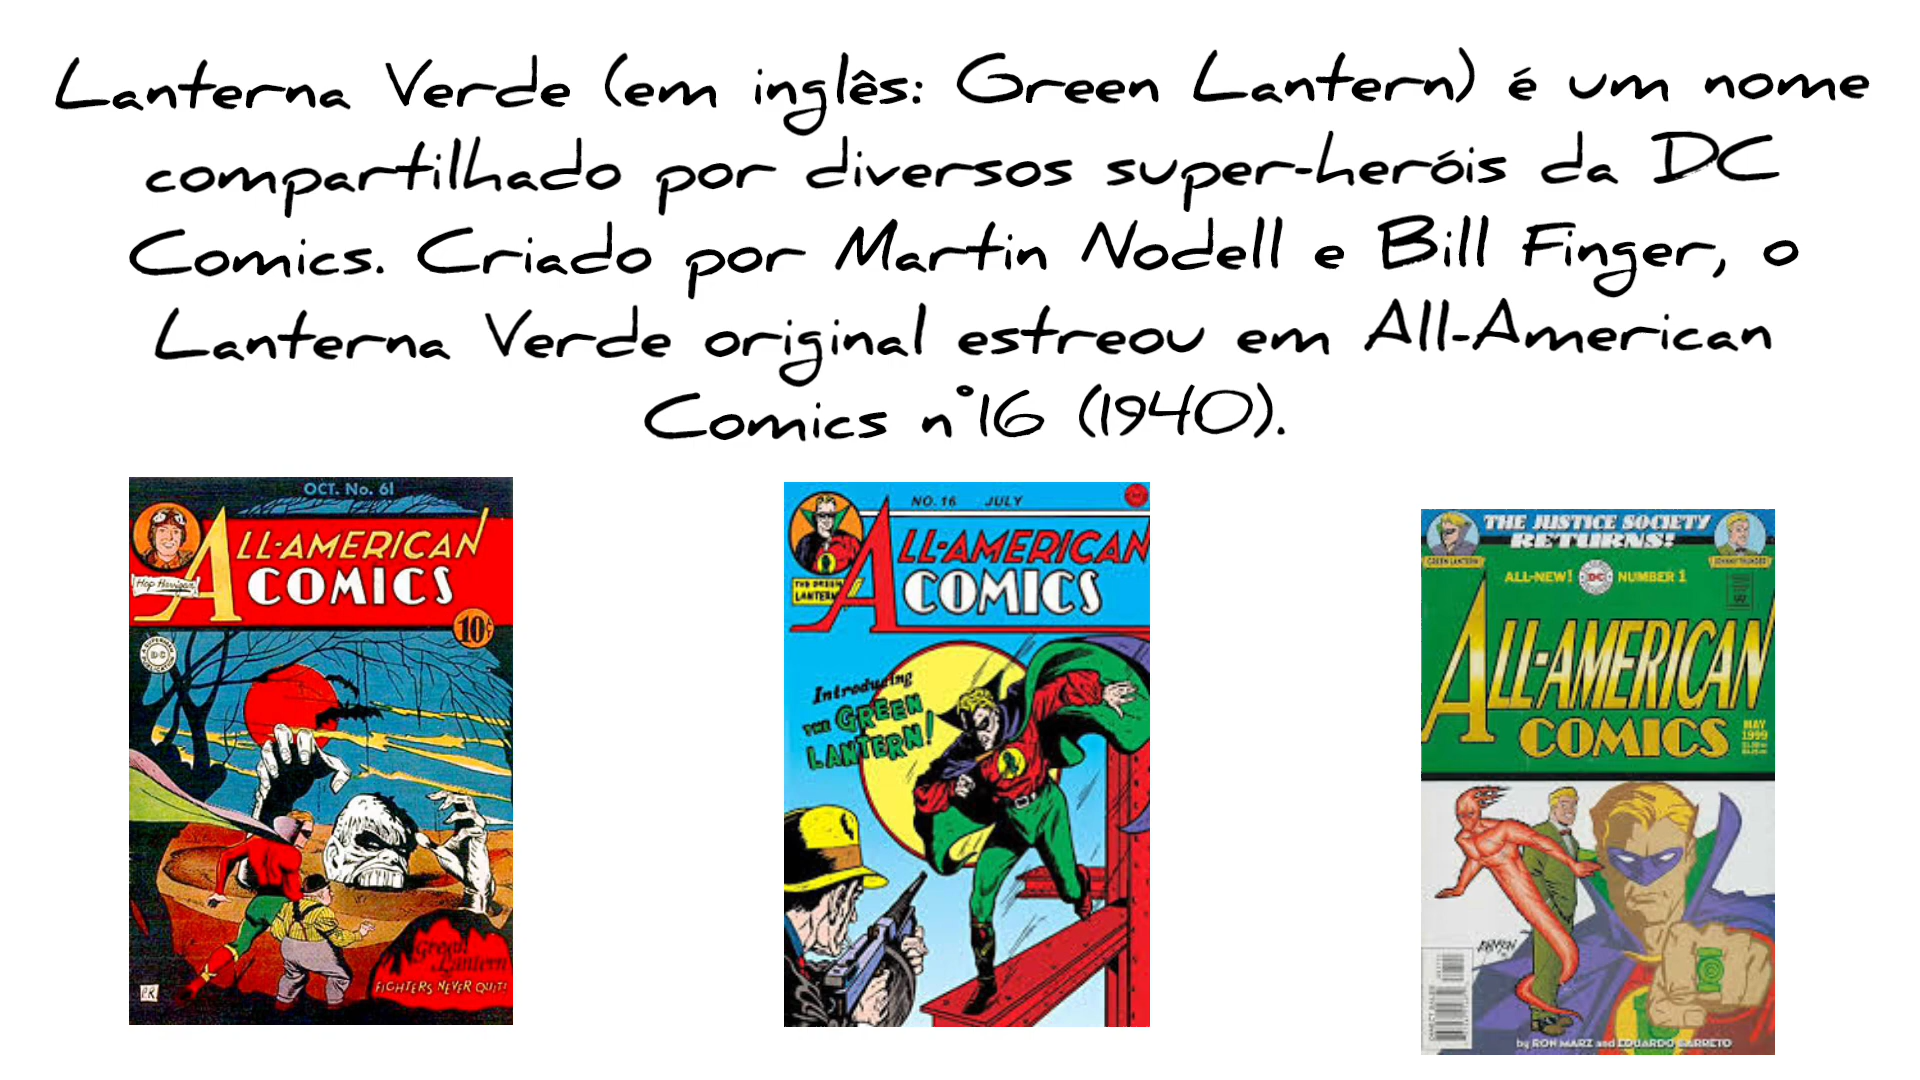 Lanterna Verde (em inglês: Green Lantern) é um nome
compartilhado por diversos super-heróis da DC
Comics. Criado por Martin Nodell e Bill Finger, o
Lanterna Verde original estreou em All-American
Comics n°16 (1940).
OCT. No. 61
ALL-AMERICAN
COMICS
Hop Harrigan
10¢
DC
Green
Lantern
FIGHTERS NEVER QUIT!
P.R
NO. 16 JULY
ALL-AMERICAN
COMICS
THE GREEN
LANTERN
Introducing
THE GREEN
LANTERN!
THE JUSTICE SOCIETY
RETURNS!
GREEN LANTERN
JOHNNY THUNDER
ALL-NEW! DC NUMBER 1
ALL-AMERICAN
COMICS
MAY
1999
by RON MARZ and EDUARDO BARRETO